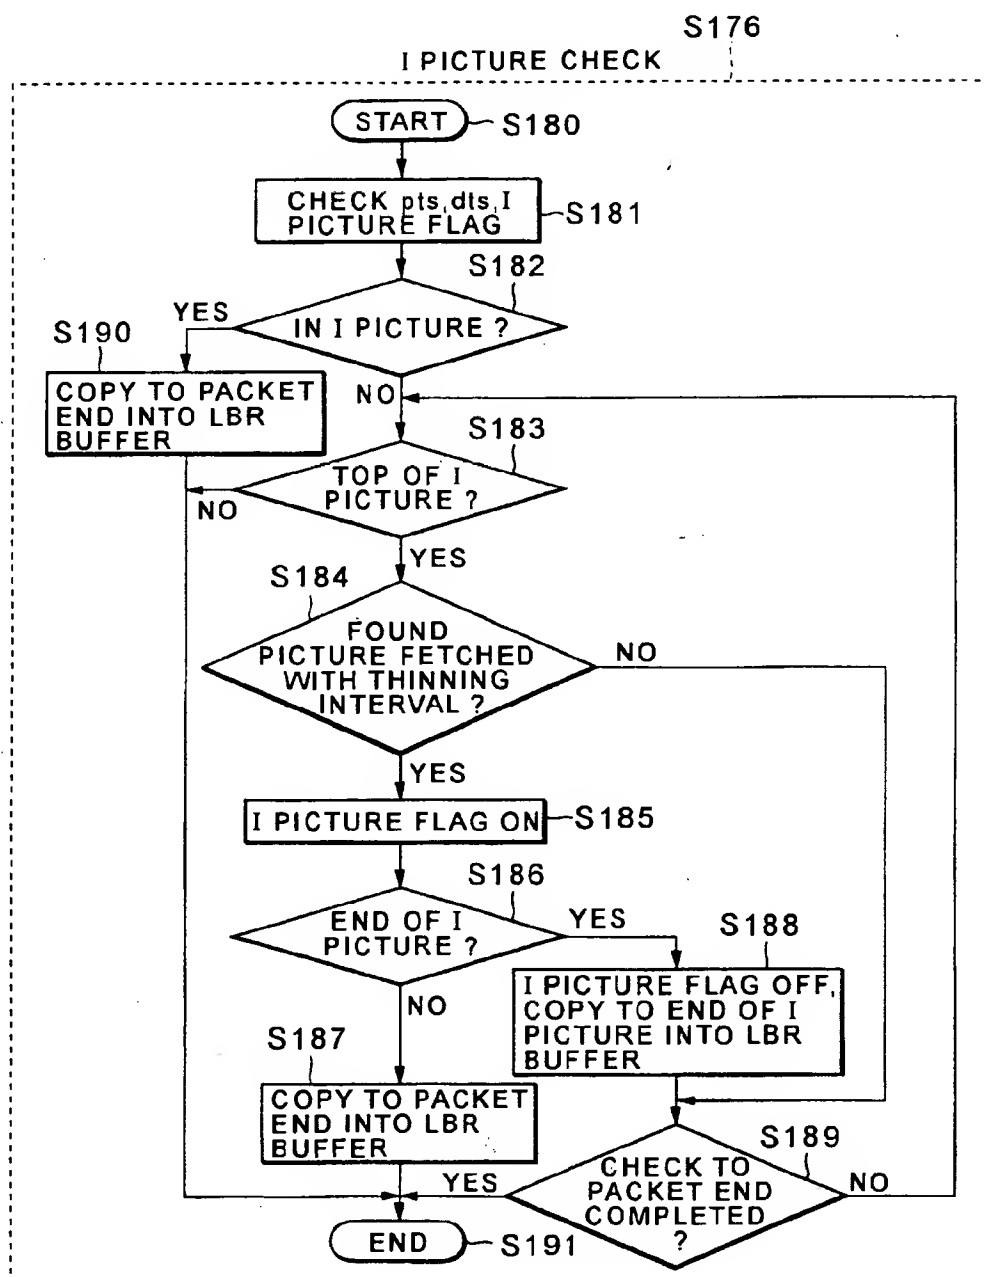 S176
I PICTURE CHECK
START
S180
CHECK pts,dts,I
PICTURE FLAG
S181
S182
IN I PICTURE ?
YES
S190
COPY TO PACKET
END INTO LBR
BUFFER
NO
S183
TOP OF I
PICTURE ?
NO
YES
S184
FOUND
PICTURE FETCHED
WITH THINNING
INTERVAL ?
NO
YES
I PICTURE FLAG ON
S185
S186
END OF I
PICTURE ?
YES
S188
I PICTURE FLAG OFF,
COPY TO END OF I
PICTURE INTO LBR
BUFFER
NO
S187
COPY TO PACKET
END INTO LBR
BUFFER
S189
CHECK TO
PACKET END
COMPLETED
?
YES
NO
END
S191